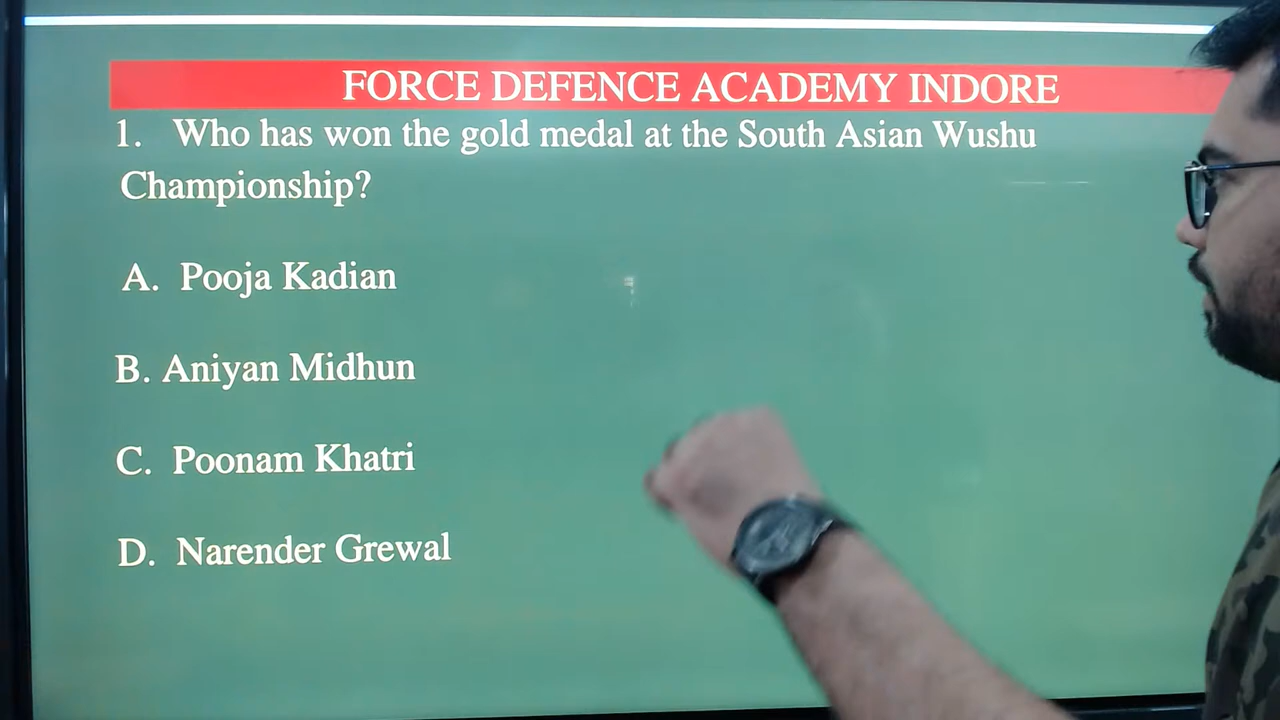 FORCE DEFENCE ACADEMY INDORE
1. Who has won the gold medal at the South Asian Wushu
Championship?
A. Pooja Kadian
B. Aniyan Midhun
C. Poonam Khatri
D. Narender Grewal